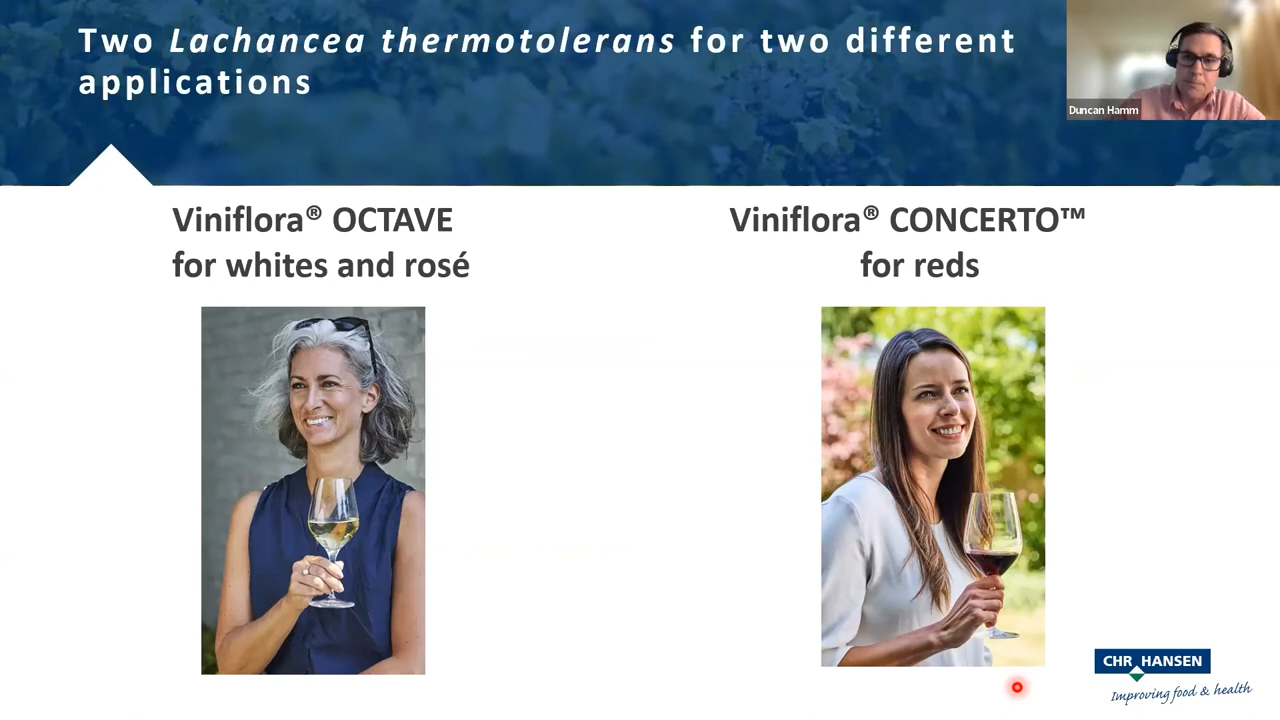 Two Lachancea thermotolerans for two different
applications
Duncan Hamm
Viniflora® OCTAVE
for whites and rosé
Viniflora® CONCERTO™
for reds
CHR HANSEN
Improving food & health